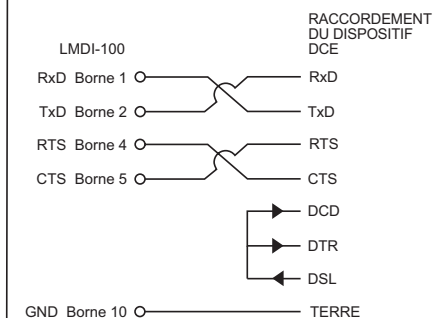 RACCORDEMENT
DU DISPOSITIF
LMDI-100 DCE
RxD Borne 1 RxD
TxD Borne 2 TxD
RTS Borne 4 RTS
CTS Borne 5 CTS
DCD
DTR
DSL
GND Borne 10 TERRE